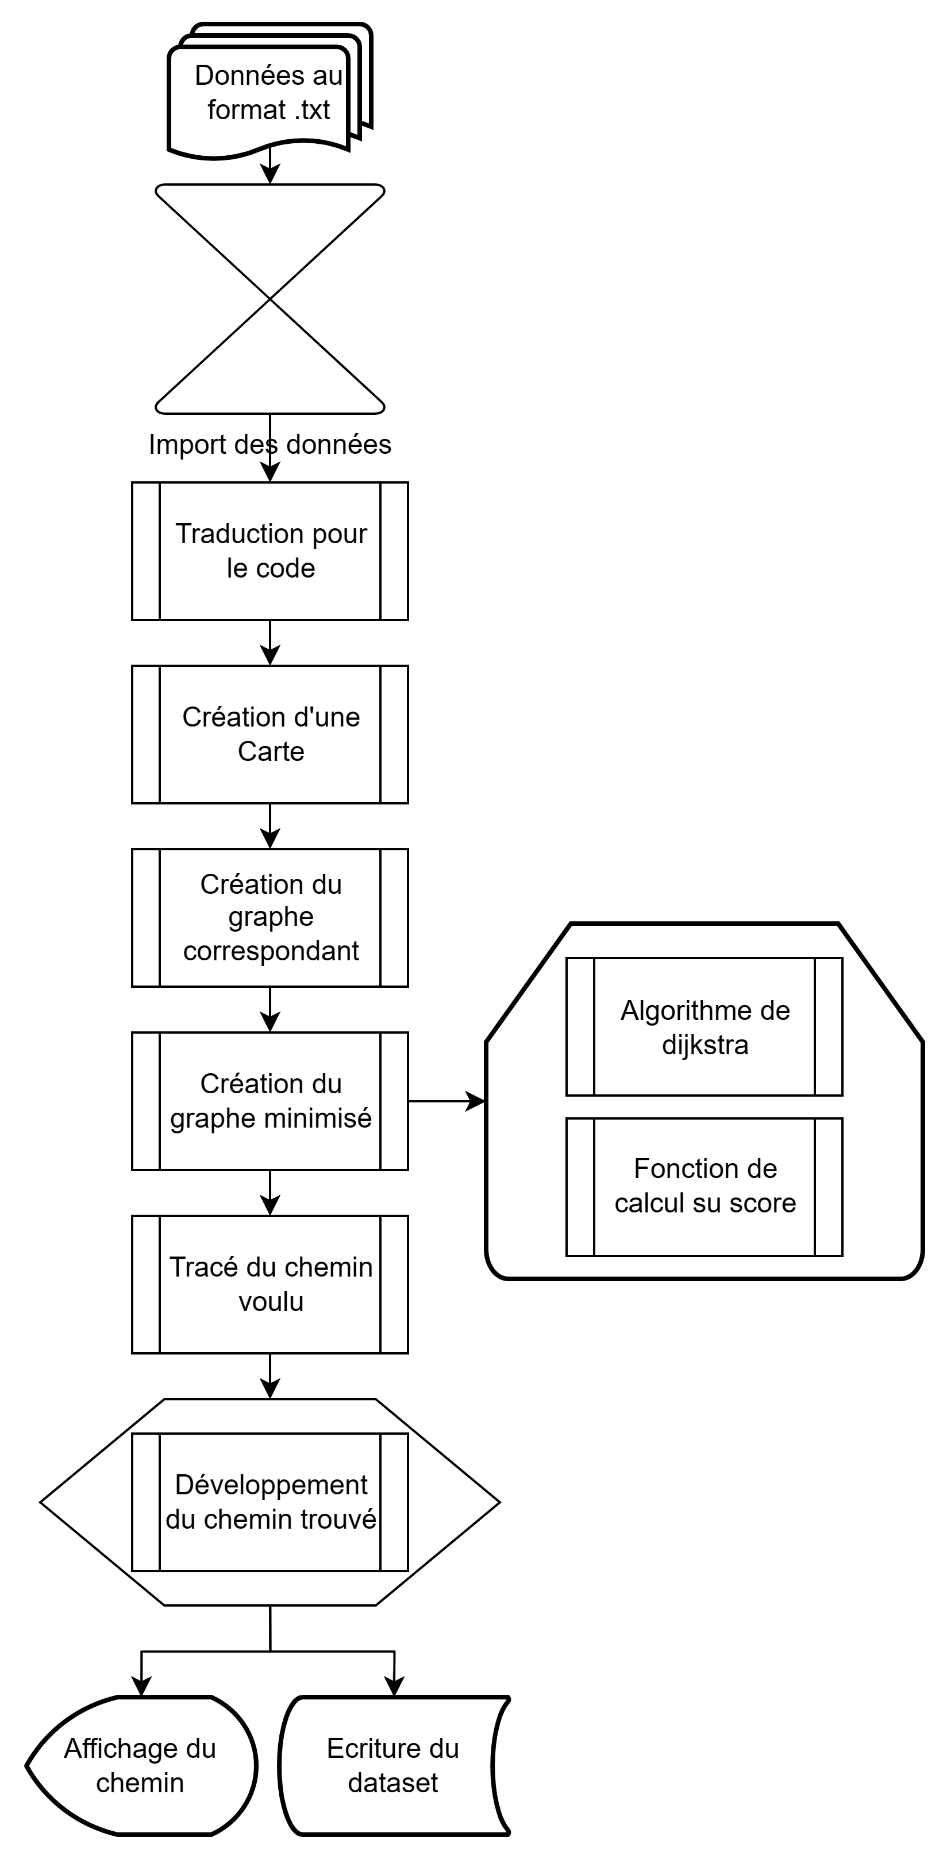 Données au
format .txt
Import des données
Traduction pour
le code
Création d'une
Carte
Création du
graphe
correspondant
Création du
graphe minimisé
Algorithme de
dijkstra
Fonction de
calcul su score
Tracé du chemin
voulu
Développement
du chemin trouvé
Affichage du
chemin
Ecriture du
dataset